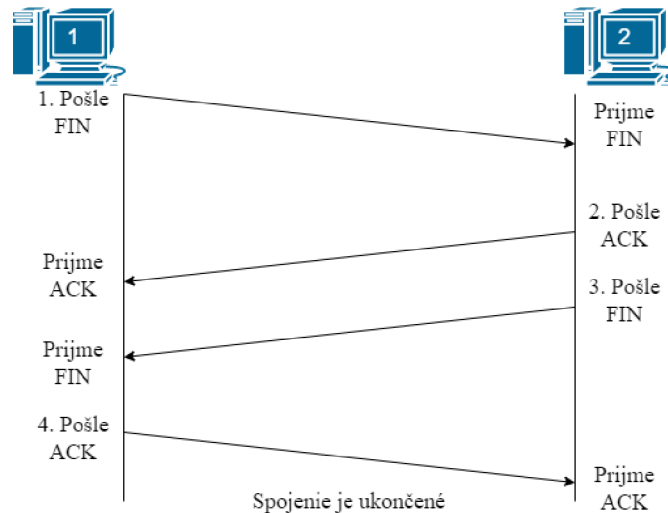 1
2
1. Pošle
FIN
Prijme
FIN
2. Pošle
ACK
Prijme
ACK
3. Pošle
FIN
Prijme
FIN
4. Pošle
ACK
Prijme
ACK
Spojenie je ukončené